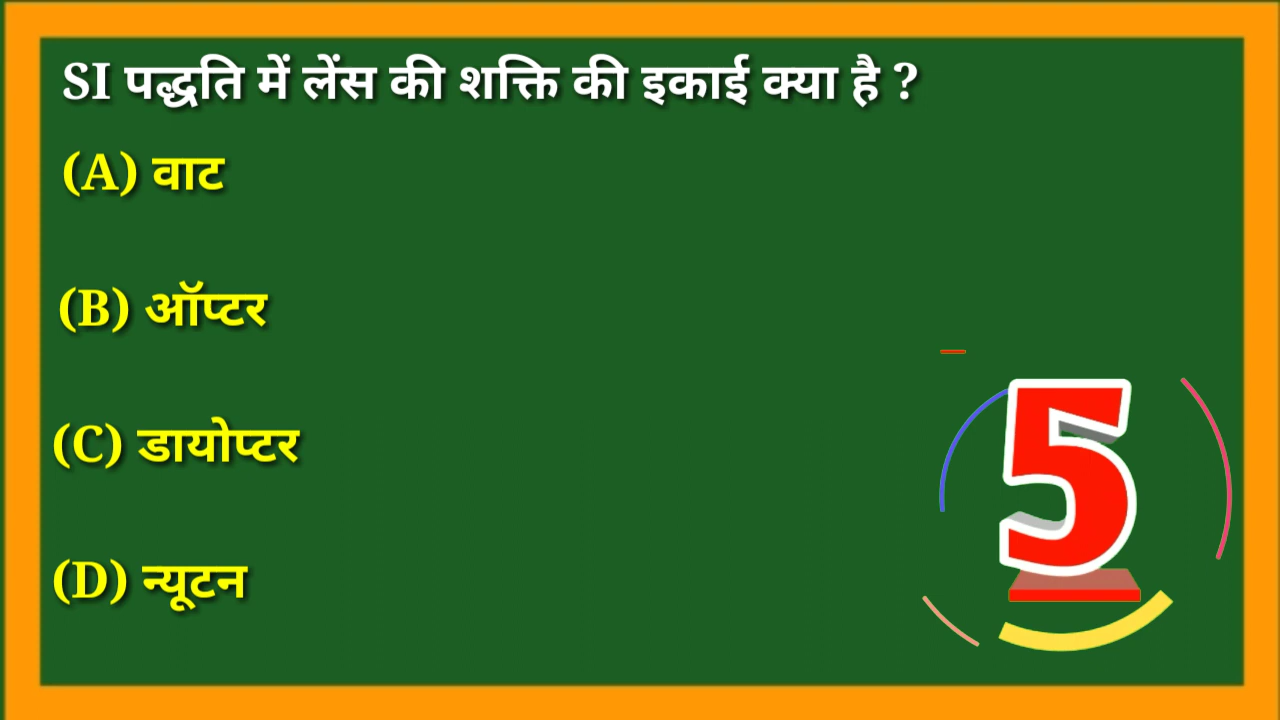 SI पद्धति में लेंस की शक्ति की इकाई क्या है ?
(A) वाट
(B) ऑप्टर
(C) डायोप्टर
(D) न्यूटन
5